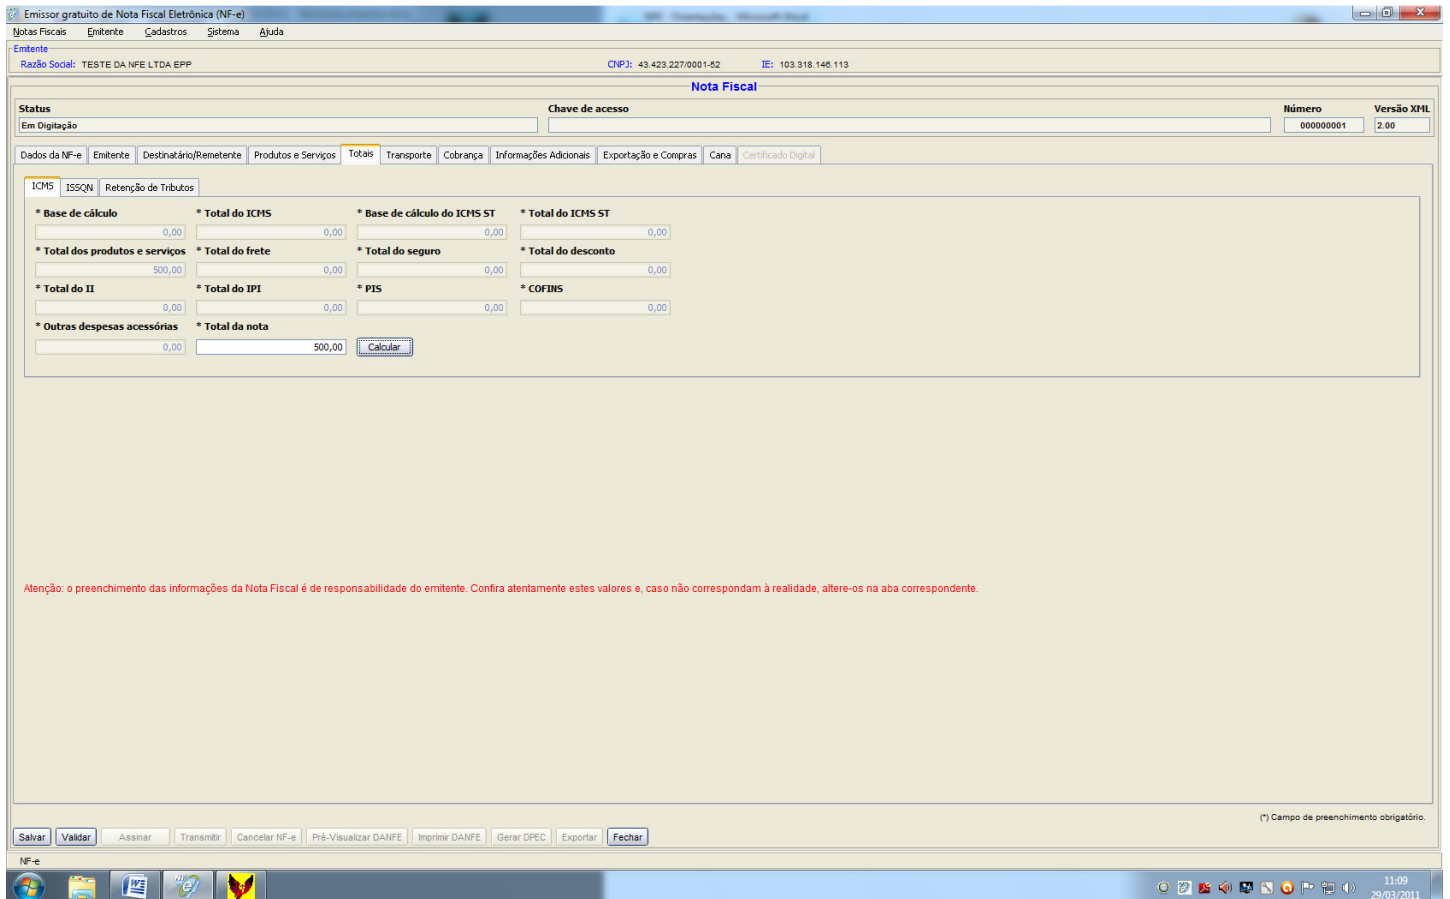 Emissor gratuito de Nota Fiscal Eletrônica (NF-e)
Notas Fiscais Emitente Cadastros Sistema Ajuda
Emitente
Razão Social: TESTE DA NFE LTDA EPP CNPJ: 43.423.227/0001-52 IE: 103.318.146.113
Nota Fiscal
Status Chave de acesso Número Versão XML
Em Digitação 000000001 2.00
Dados da NF-e Emitente Destinatário/Remetente Produtos e Serviços Totais Transporte Cobrança Informações Adicionais Exportação e Compras Cana Certificado Digital
ICMS ISSQN Retenção de Tributos
* Base de cálculo * Total do ICMS * Base de cálculo do ICMS ST * Total do ICMS ST
0,00 0,00 0,00 0,00
* Total dos produtos e serviços * Total do frete * Total do seguro * Total do desconto
500,00 0,00 0,00 0,00
* Total do II * Total do IPI * PIS * COFINS
0,00 0,00 0,00 0,00
* Outras despesas acessórias * Total da nota
0,00 500,00 Calcular
Atenção: o preenchimento das informações da Nota Fiscal é de responsabilidade do emitente. Confira atentamente estes valores e, caso não correspondam à realidade, altere-os na aba correspondente.
(*) Campo de preenchimento obrigatório.
Salvar Validar Assinar Transmitir Cancelar NF-e Pré-Visualizar DANFE Imprimir DANFE Gerar DPEC Exportar Fechar
NF-e
11:09
29/03/2011